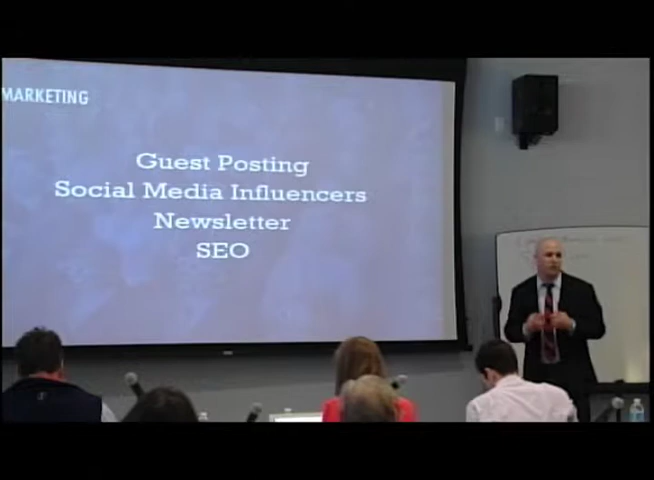 MARKETING
Guest Posting
Social Media Influencers
Newsletter
SEO